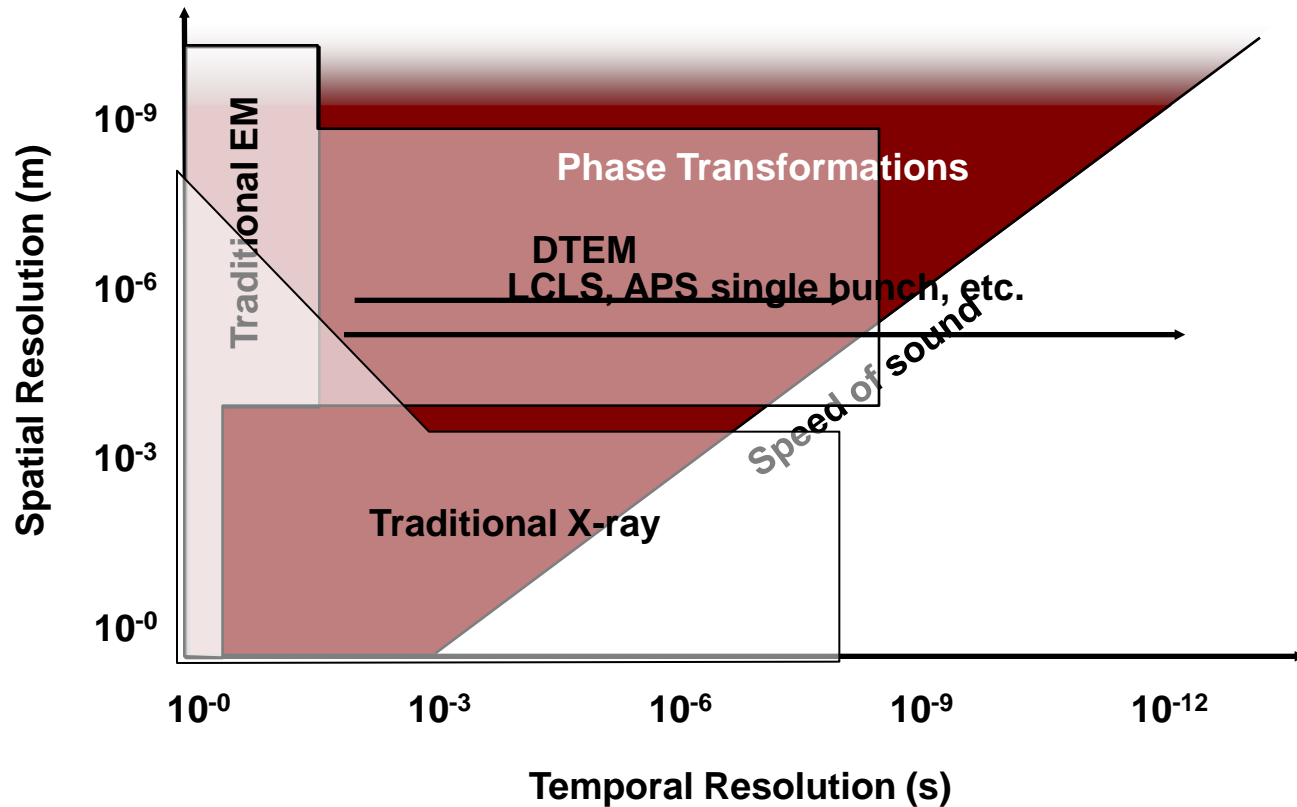 10-9
10-6
10-3
10-0
Spatial Resolution (m)
Traditional EM
Phase Transformations
DTEM
LCLS, APS single bunch, etc.
Speed of sound
Traditional X-ray
10-0
10-3
10-6
10-9
10-12
Temporal Resolution (s)